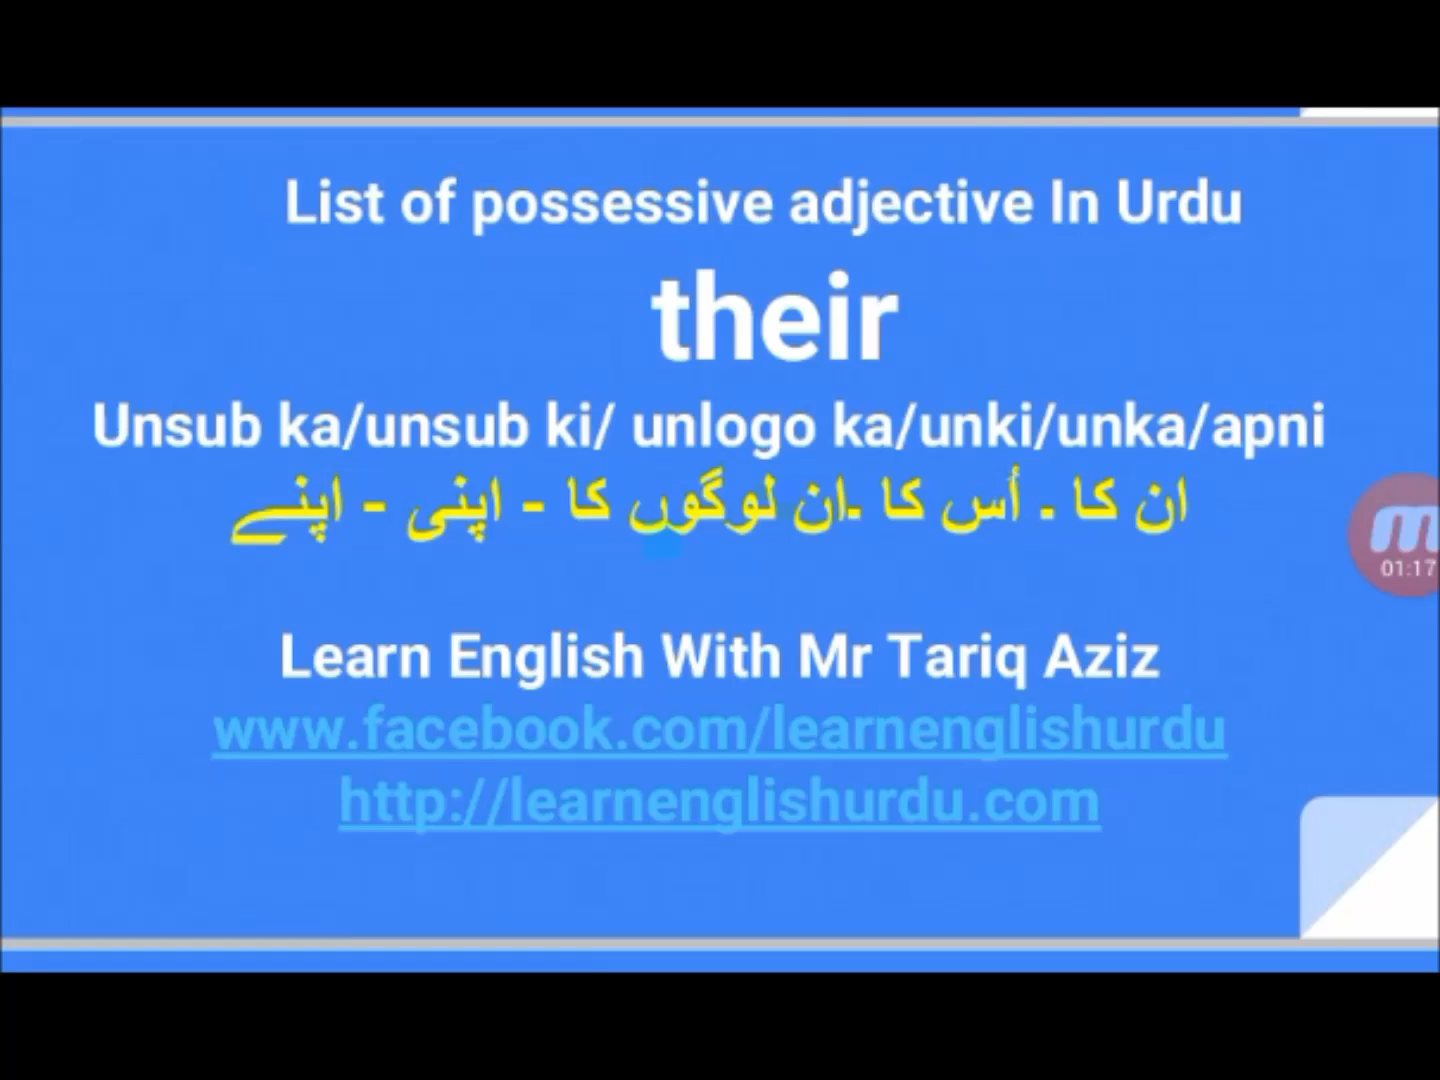 List of possessive adjective In Urdu
their
Unsub ka/unsub ki/ unlogo ka/unki/unka/apni
ان کا . أس کا .ان لوگوں کا - اپنی - اپنے
m
01:17
Learn English With Mr Tariq Aziz
www.facebook.com/learnenglishurdu
http://learnenglishurdu.com